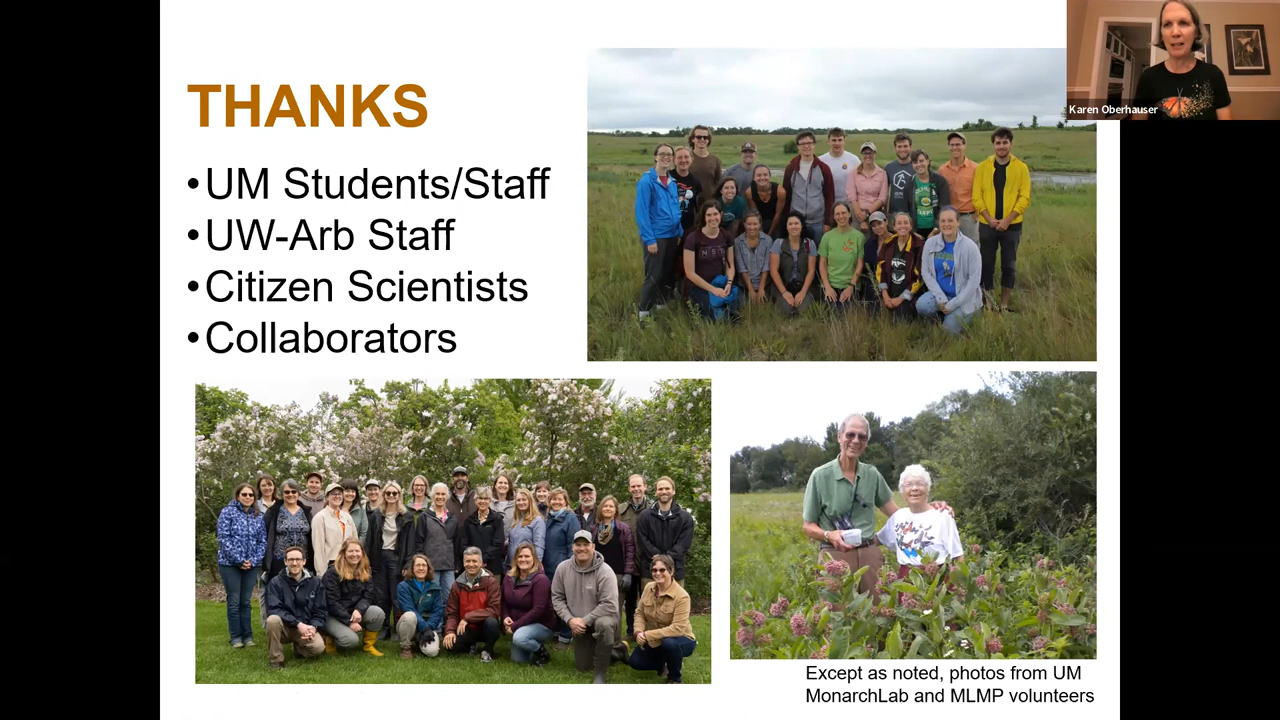 THANKS
•UM Students/Staff
•UW-Arb Staff
•Citizen Scientists
•Collaborators
Karen Oberhauser
Except as noted, photos from UM
MonarchLab and MLMP volunteers